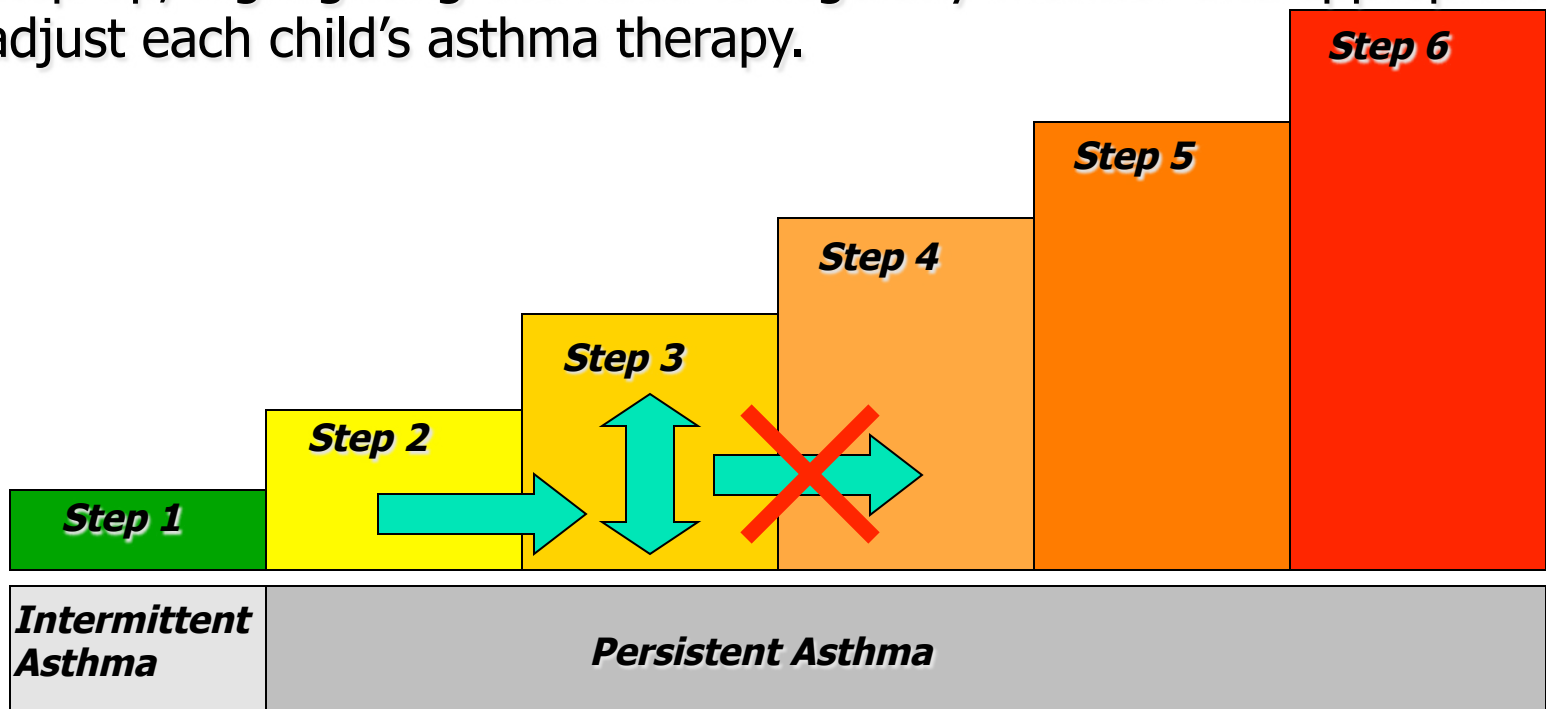 adjust each child’s asthma therapy.
Step 6
Step 5
Step 4
Step 3
Step 2
Step 1
Intermittent
Asthma
Persistent Asthma